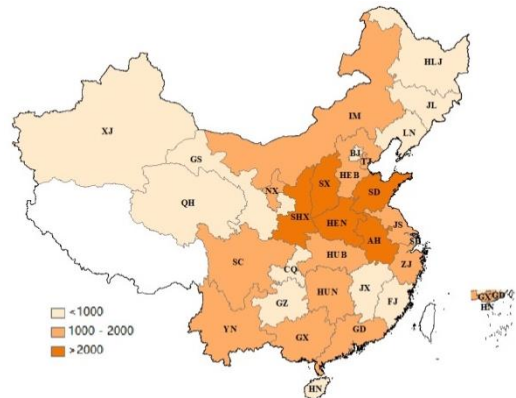 HLJ
JL
LN
XJ
IM
GS
BJ
TJ
HEB
NX
SX
SD
QH
SHX
HEN
JS
SH
AH
HUB
SC
CQ
ZJ
HUN
JX
GZ
FJ
YN
GX
GD
HN
GX GD
HN
<1000
1000 - 2000
>2000